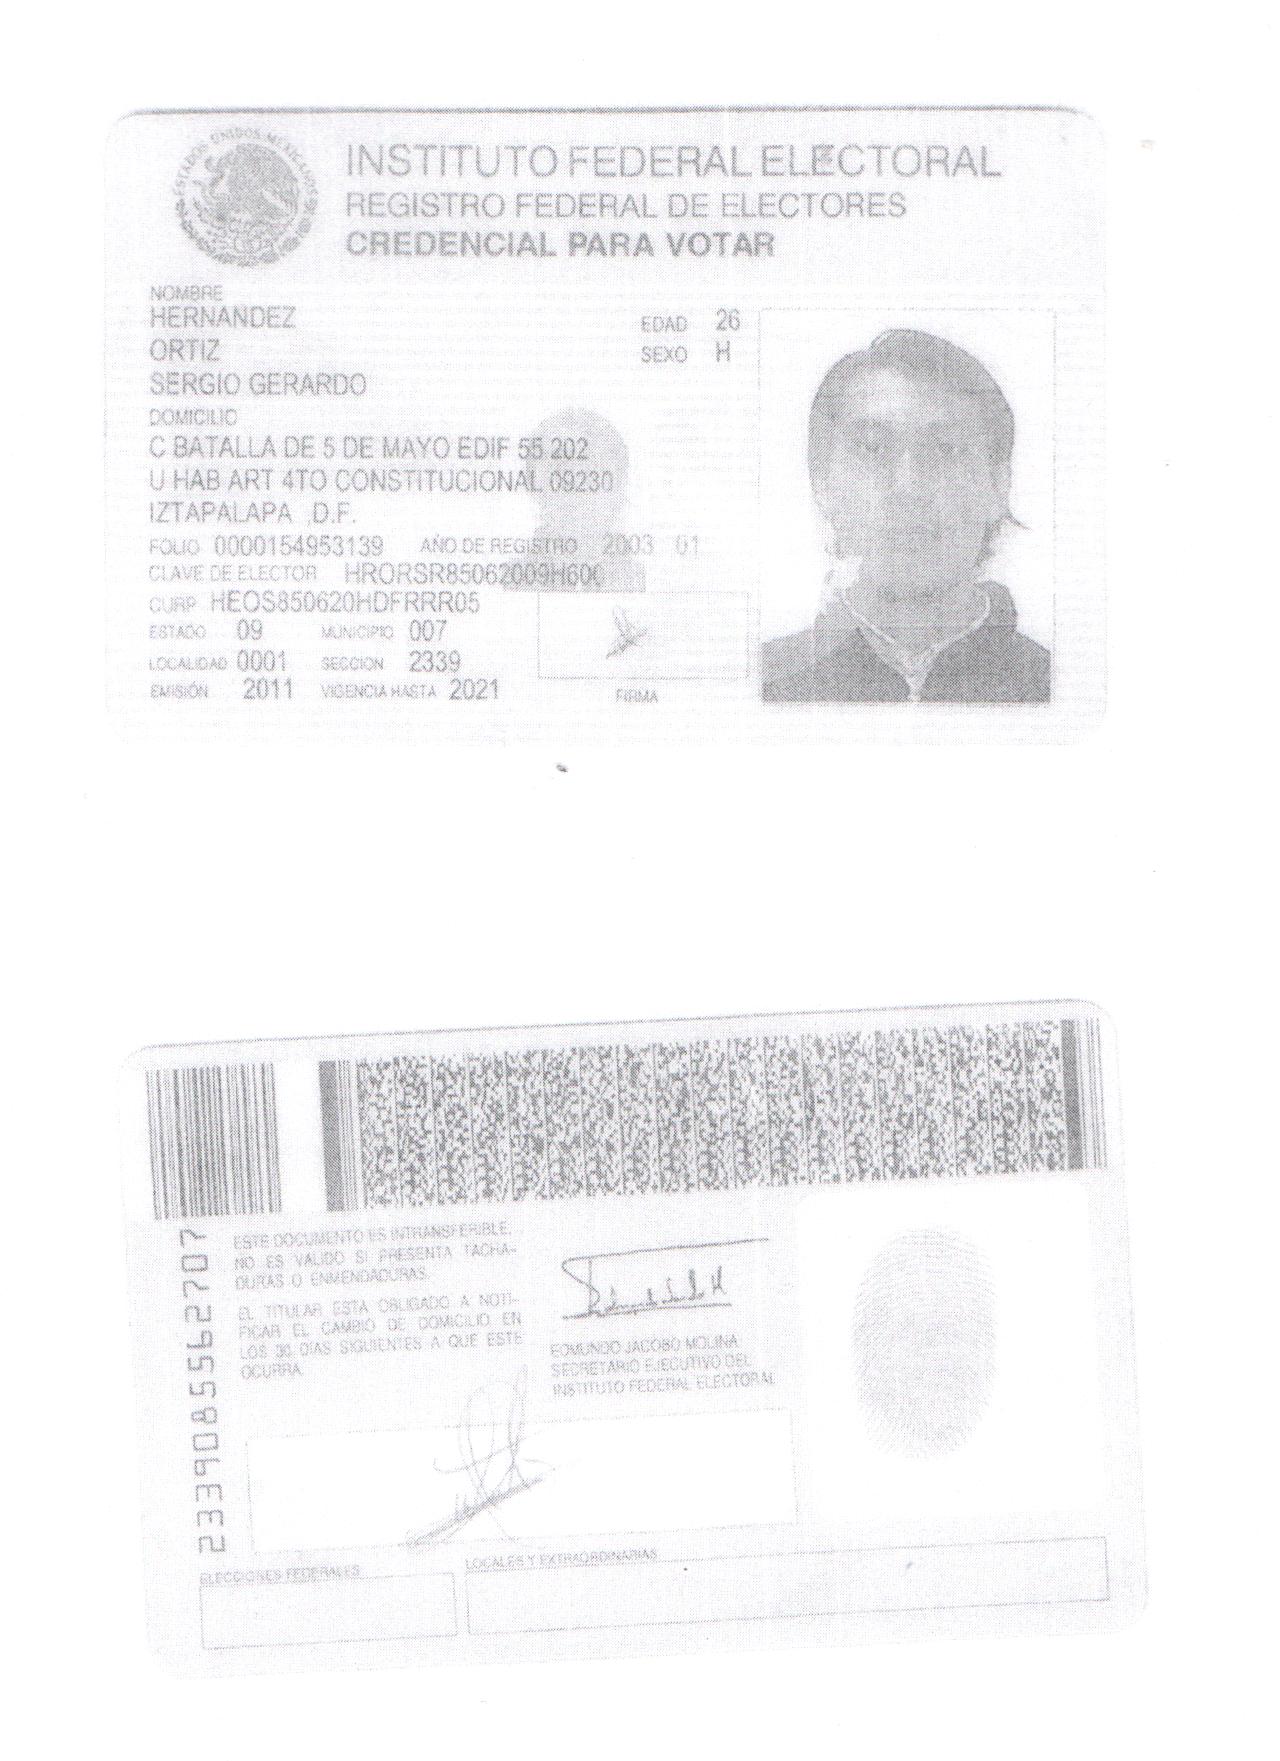 ESTADOS UNIDOS MEXICANOS
INSTITUTO FEDERAL ELECTORAL
REGISTRO FEDERAL DE ELECTORES
CREDENCIAL PARA VOTAR
NOMBRE
HERNANDEZ
ORTIZ
SERGIO GERARDO
EDAD 26
SEXO H
DOMICILIO
C BATALLA DE 5 DE MAYO EDIF 55 202
U HAB ART 4TO CONSTITUCIONAL 09230
IZTAPALAPA ,D.F.
FOLIO 0000154953139 AÑO DE REGISTRO 2003 01
CLAVE DE ELECTOR HRORSR85062009H600
CURP HEOS850620HDFRRR05
ESTADO 09 MUNICIPIO 007
LOCALIDAD 0001 SECCION 2339
EMISIÓN 2011 VIGENCIA HASTA 2021
FIRMA
2339085562707
ESTE DOCUMENTO ES INTRANSFERIBLE.
NO ES VALIDO SI PRESENTA TACHA-
DURAS O ENMENDADURAS.
EL TITULAR ESTA OBLIGADO A NOTI-
FICAR EL CAMBIO DE DOMICILIO EN
LOS 30 DIAS SIGUIENTES A QUE ESTE
OCURRA.
EDMUNDO JACOBO MOLINA
SECRETARIO EJECUTIVO DEL
INSTITUTO FEDERAL ELECTORAL
ELECCIONES FEDERALES
LOCALES Y EXTRAORDINARIAS